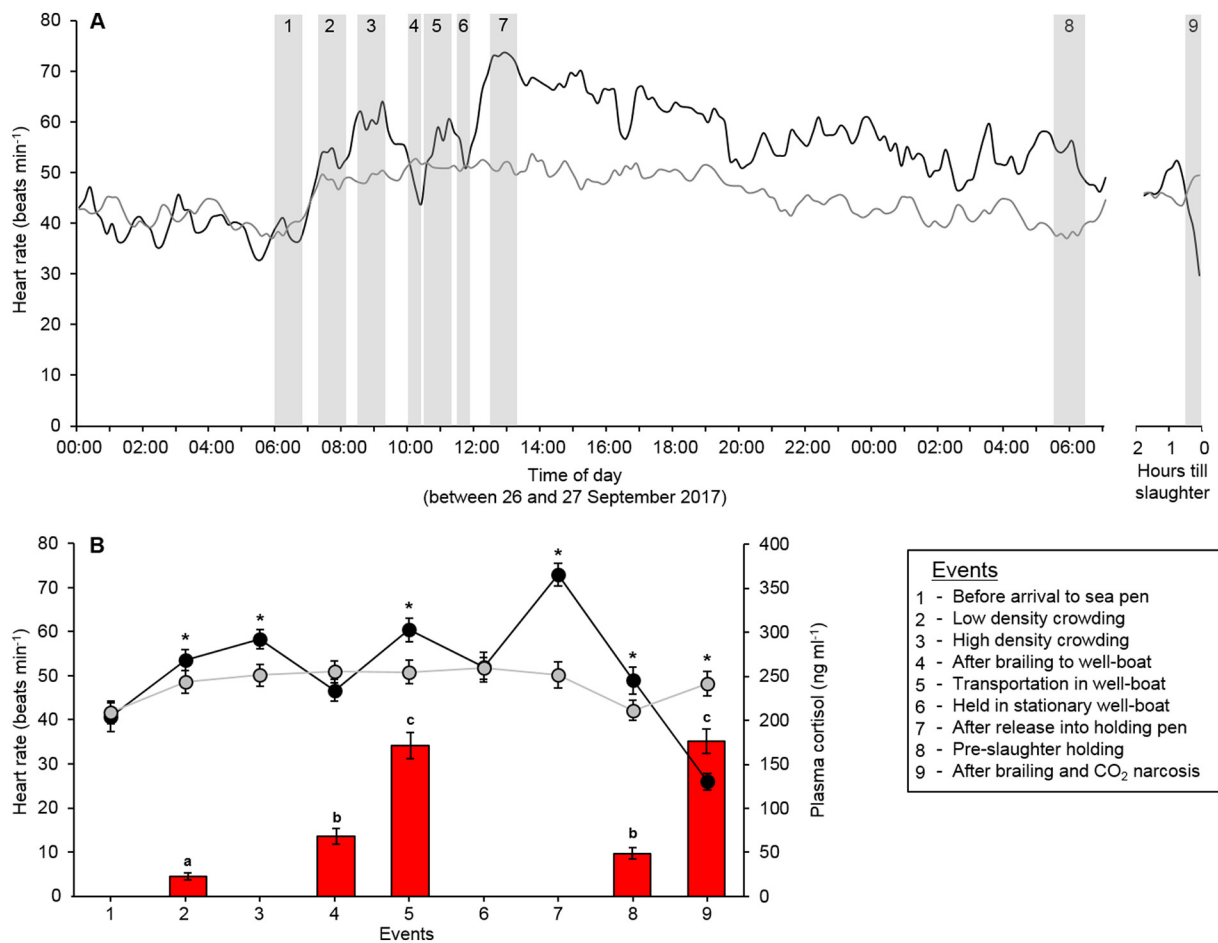 A
1 2 3 4 5 6 7 8 9
80
70
60
50
40
30
20
10
0
Heart rate (beats min⁻¹)
00:00 02:00 04:00 06:00 08:00 10:00 12:00 14:00 16:00 18:00 20:00 22:00 00:00 02:00 04:00 06:00
2 1 0
Time of day
(between 26 and 27 September 2017)
Hours till
slaughter
B
80
70
60
50
40
30
20
10
0
Heart rate (beats min⁻¹)
* * * * * *
a b c b c
400
350
300
250
200
150
100
50
0
Plasma cortisol (ng ml⁻¹)
1 2 3 4 5 6 7 8 9
Events
Events
1 - Before arrival to sea pen
2 - Low density crowding
3 - High density crowding
4 - After brailing to well-boat
5 - Transportation in well-boat
6 - Held in stationary well-boat
7 - After release into holding pen
8 - Pre-slaughter holding
9 - After brailing and CO₂ narcosis